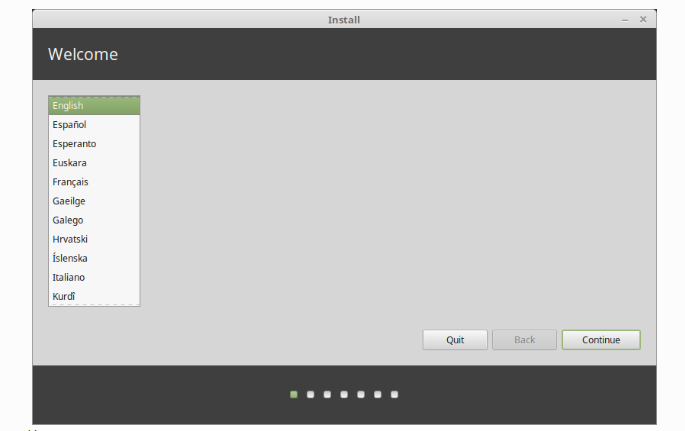 Install
Welcome
English
Español
Esperanto
Euskara
Français
Gaeilge
Galego
Hrvatski
Íslenska
Italiano
Kurdî
Quit Back Continue